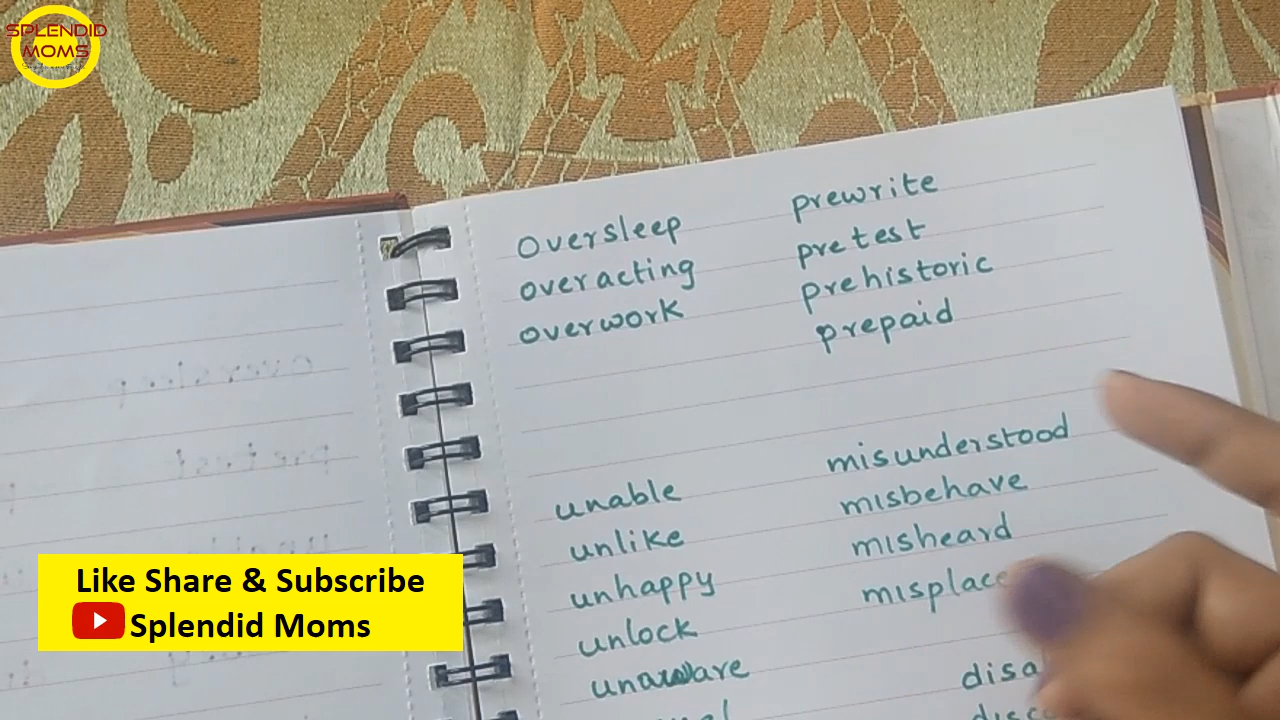 SPLENDID
MOMS
oversleep
overacting
overwork
prewrite
pretest
prehistoric
prepaid
unable
unlike
unhappy
unlock
misunderstood
misbehave
misheard
Like Share & Subscribe
Splendid Moms